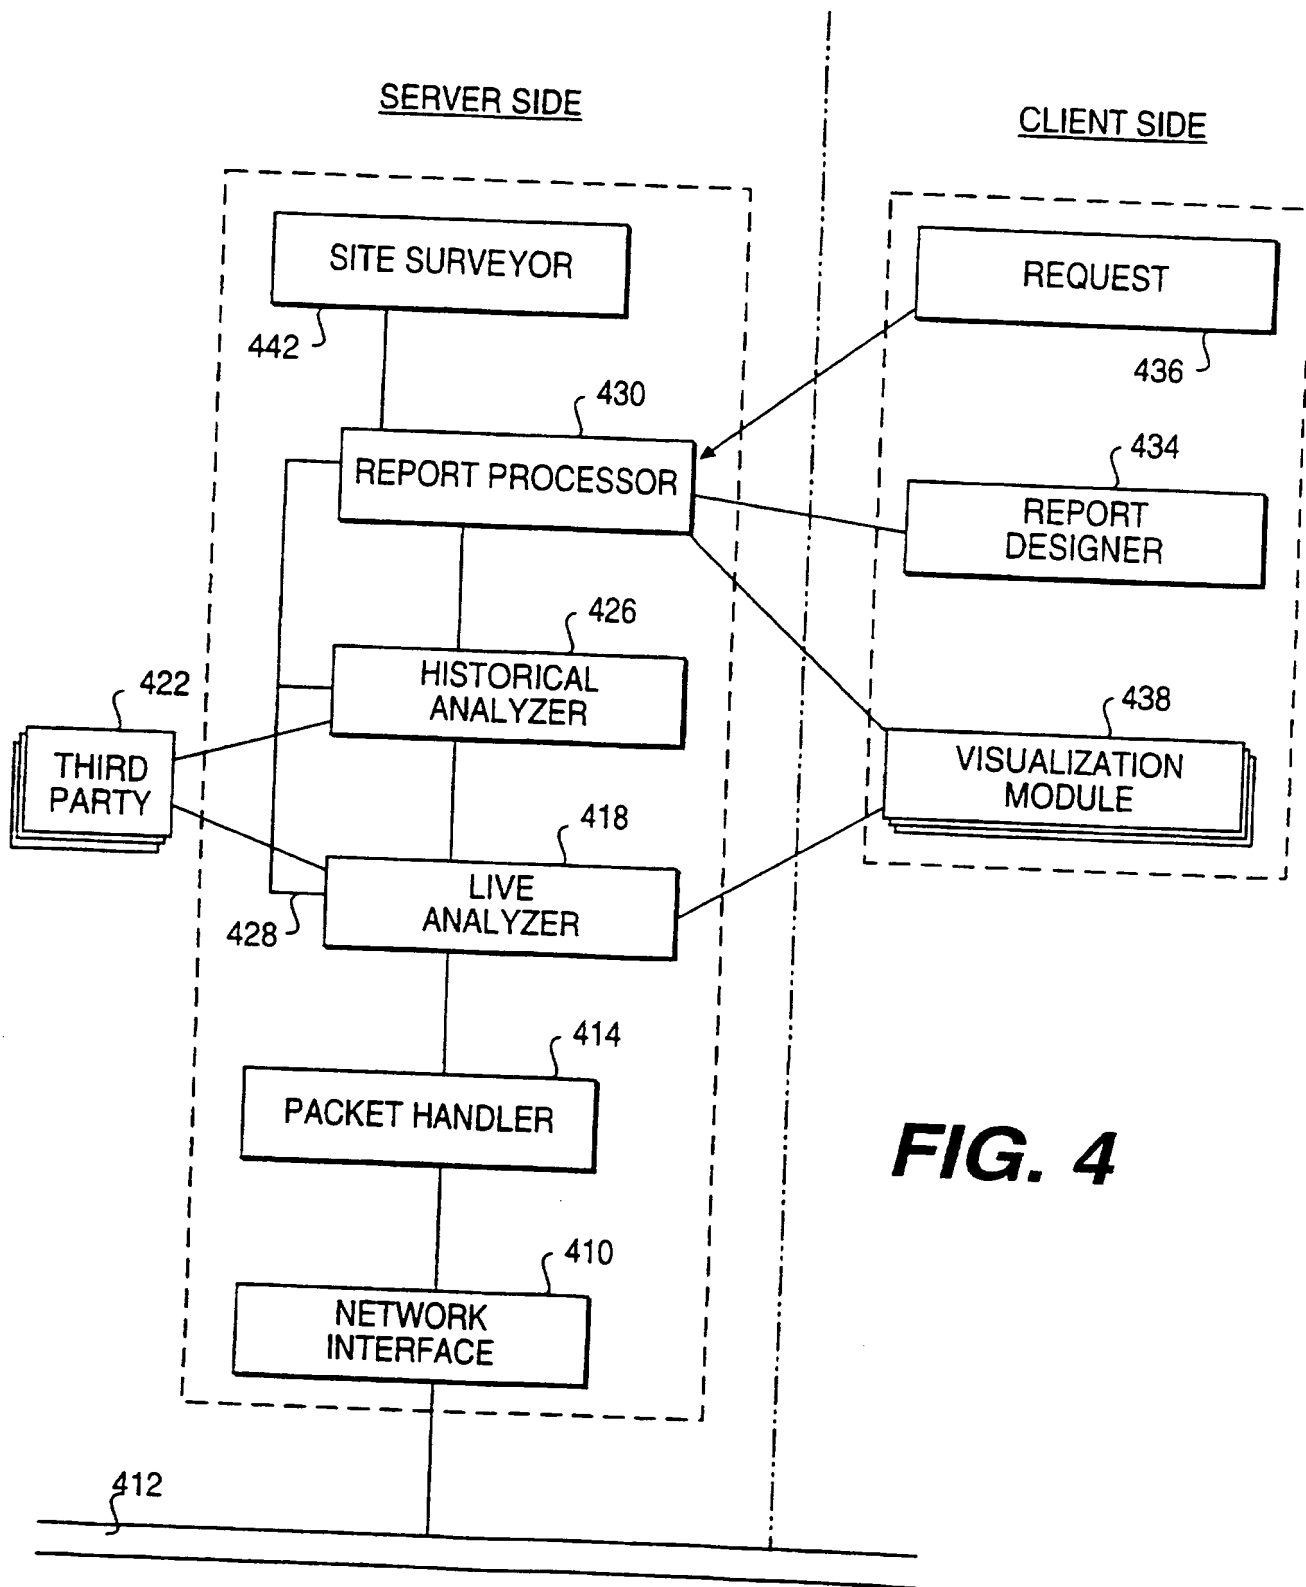 SERVER SIDE
CLIENT SIDE
SITE SURVEYOR
442
REQUEST
436
430
REPORT PROCESSOR
434
REPORT
DESIGNER
426
HISTORICAL
ANALYZER
422
THIRD
PARTY
438
VISUALIZATION
MODULE
418
LIVE
ANALYZER
428
414
PACKET HANDLER
FIG. 4
410
NETWORK
INTERFACE
412